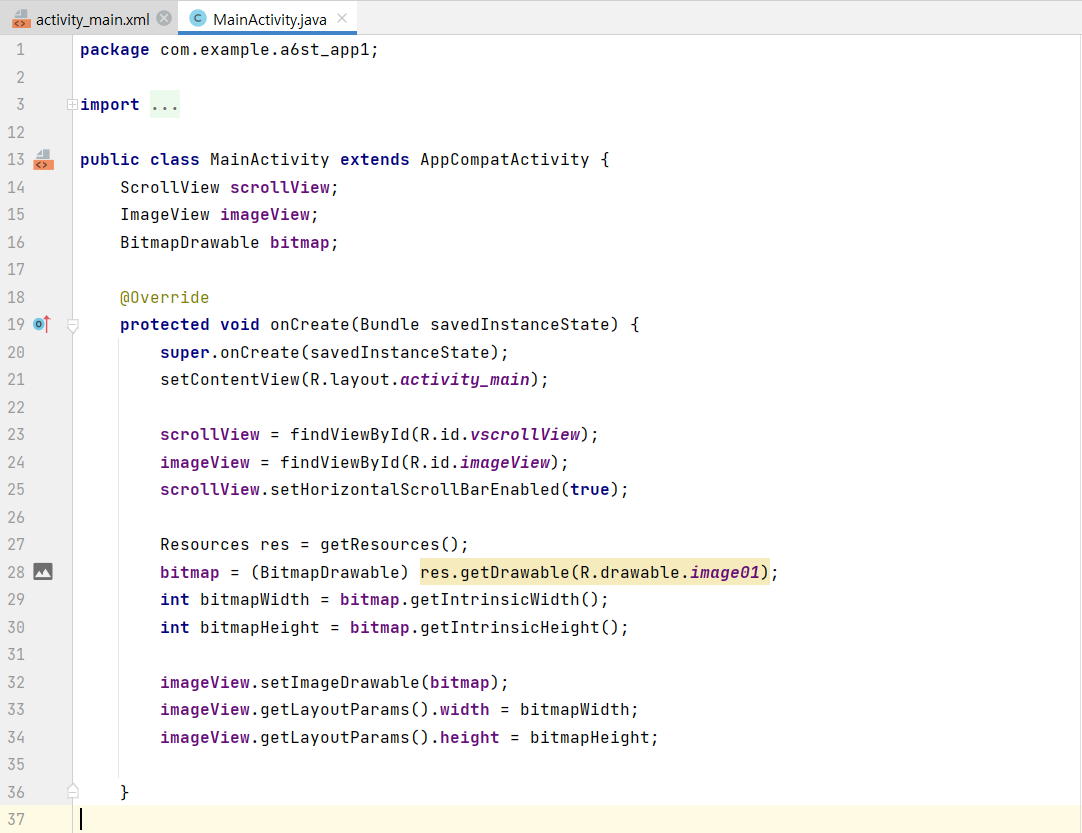 activity_main.xml MainActivity.java
1 package com.example.a6st_app1;
2
3 import ...
12
13 public class MainActivity extends AppCompatActivity {
14 ScrollView scrollView;
15 ImageView imageView;
16 BitmapDrawable bitmap;
17
18 @Override
19 protected void onCreate(Bundle savedInstanceState) {
20 super.onCreate(savedInstanceState);
21 setContentView(R.layout.activity_main);
22
23 scrollView = findViewById(R.id.vscrollView);
24 imageView = findViewById(R.id.imageView);
25 scrollView.setHorizontalScrollBarEnabled(true);
26
27 Resources res = getResources();
28 bitmap = (BitmapDrawable) res.getDrawable(R.drawable.image01);
29 int bitmapWidth = bitmap.getIntrinsicWidth();
30 int bitmapHeight = bitmap.getIntrinsicHeight();
31
32 imageView.setImageDrawable(bitmap);
33 imageView.getLayoutParams().width = bitmapWidth;
34 imageView.getLayoutParams().height = bitmapHeight;
35
36 }
37